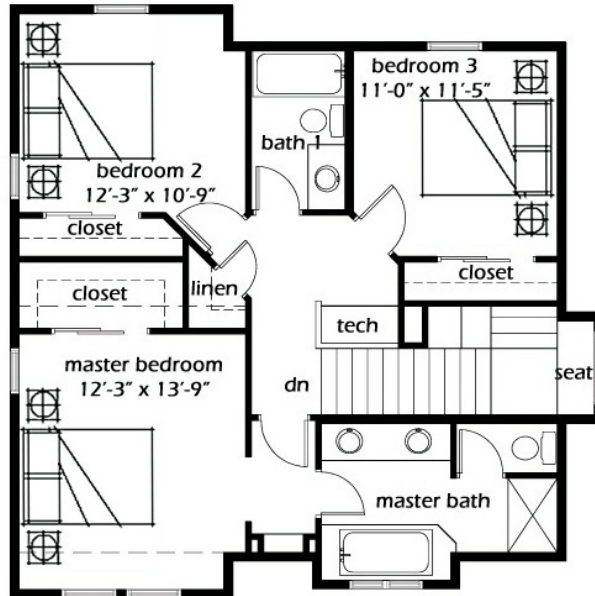 bedroom 3
11'-0" x 11'-5"
bath 1
bedroom 2
12'-3" x 10'-9"
closet
closet
closet
linen
tech
master bedroom
12'-3" x 13'-9"
dn
seat
master bath